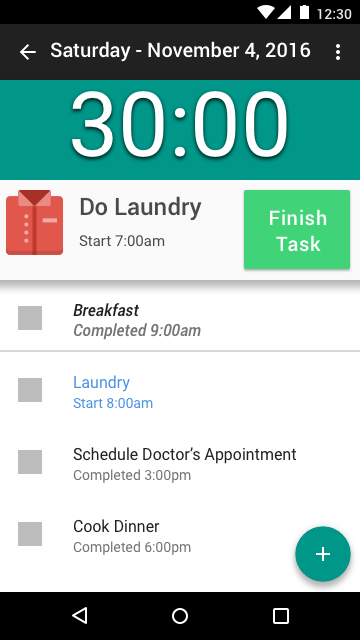 12:30
Saturday - November 4, 2016
30:00
Do Laundry
Start 7:00am
Finish
Task
Breakfast
Completed 9:00am
Laundry
Start 8:00am
Schedule Doctor's Appointment
Completed 3:00pm
Cook Dinner
Completed 6:00pm
+